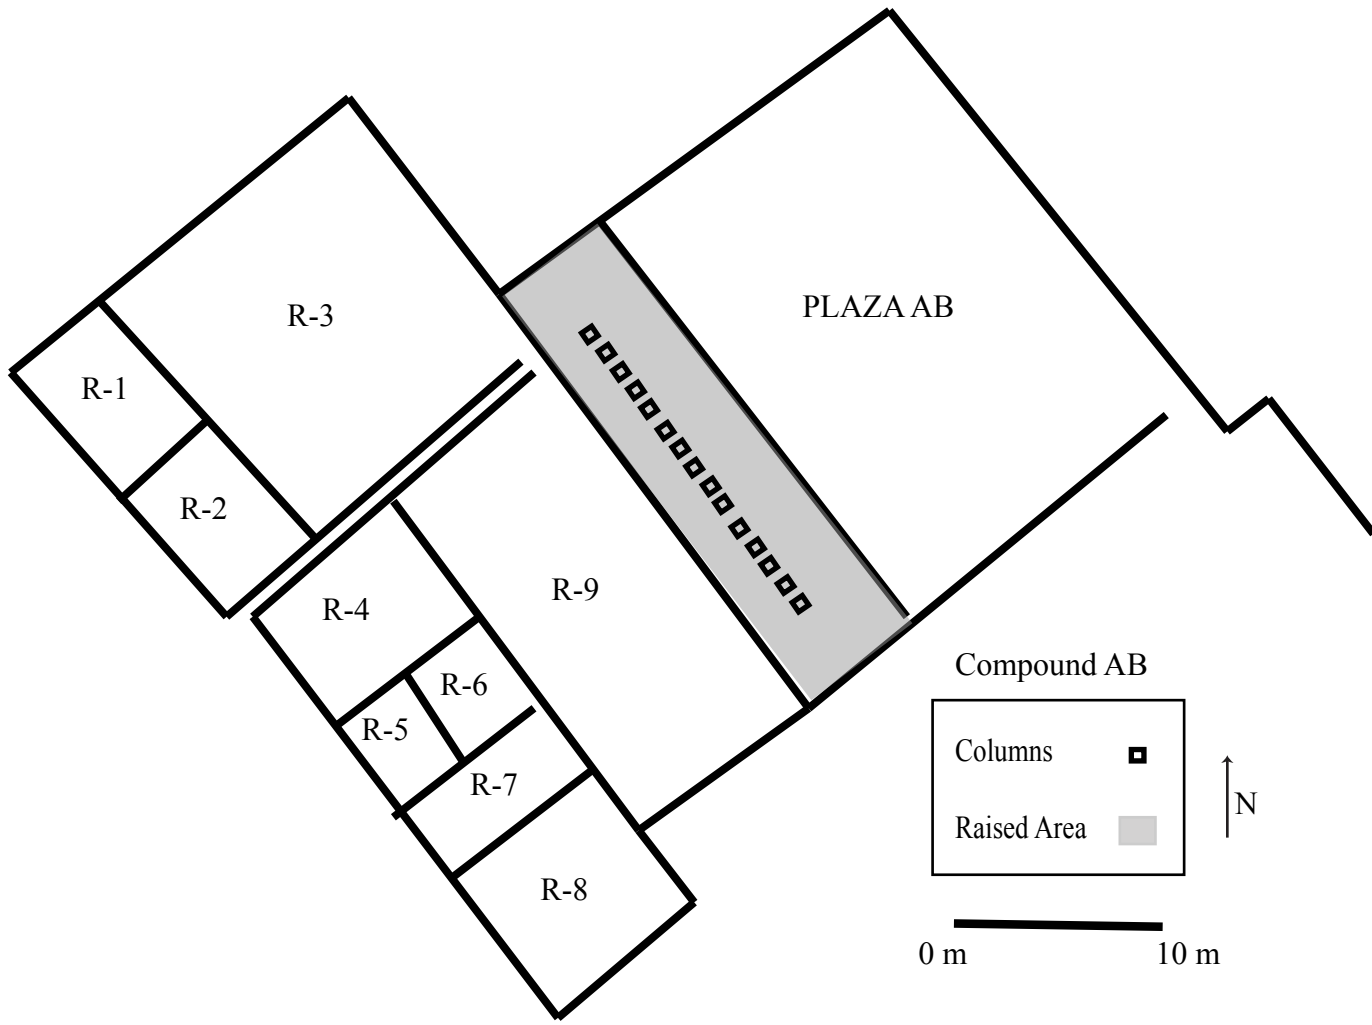 PLAZA AB
R-3
R-1
R-2
R-9
R-4
R-6
R-5
R-7
R-8
Compound AB
Columns
Raised Area
N
0 m 10 m